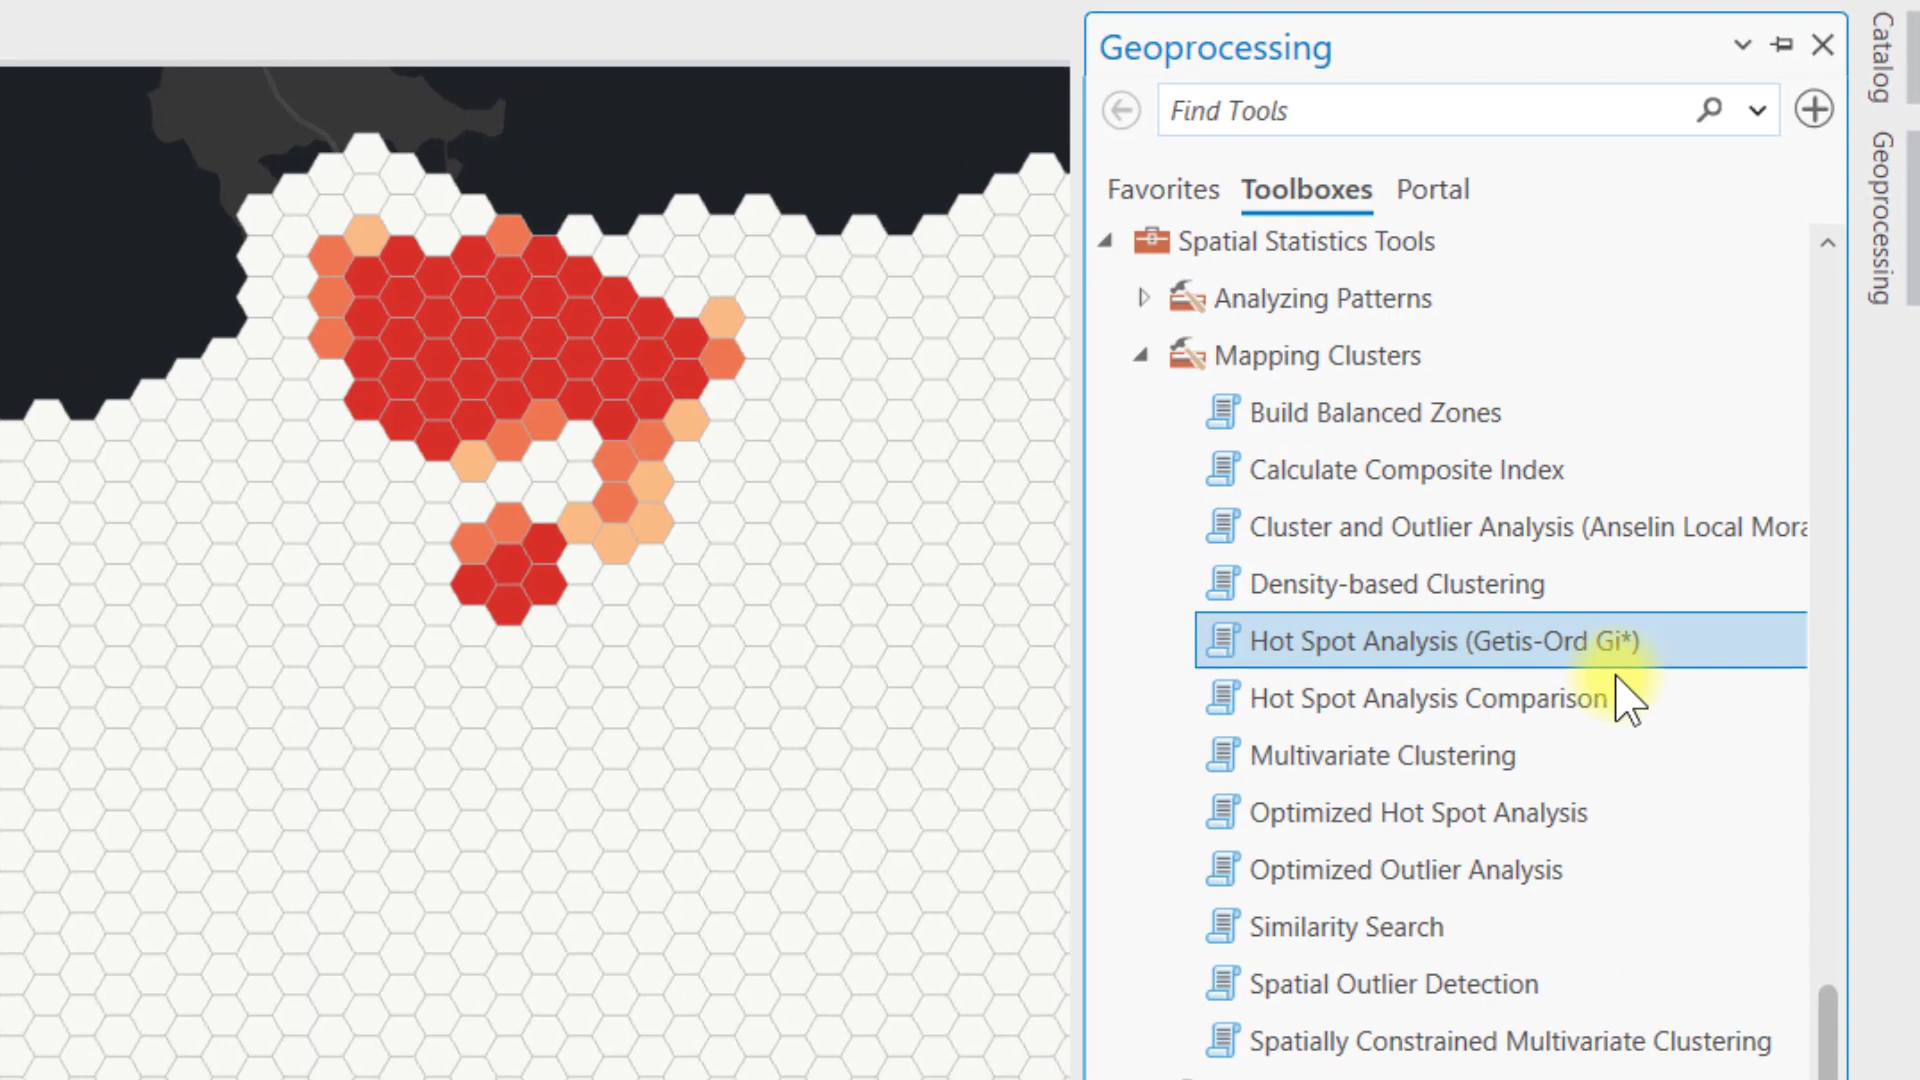 Geoprocessing
Find Tools
Favorites Toolboxes Portal
Spatial Statistics Tools
Analyzing Patterns
Mapping Clusters
Build Balanced Zones
Calculate Composite Index
Cluster and Outlier Analysis (Anselin Local Mora
Density-based Clustering
Hot Spot Analysis (Getis-Ord Gi*)
Hot Spot Analysis Comparison
Multivariate Clustering
Optimized Hot Spot Analysis
Optimized Outlier Analysis
Similarity Search
Spatial Outlier Detection
Spatially Constrained Multivariate Clustering
Catalog
Geoprocessing